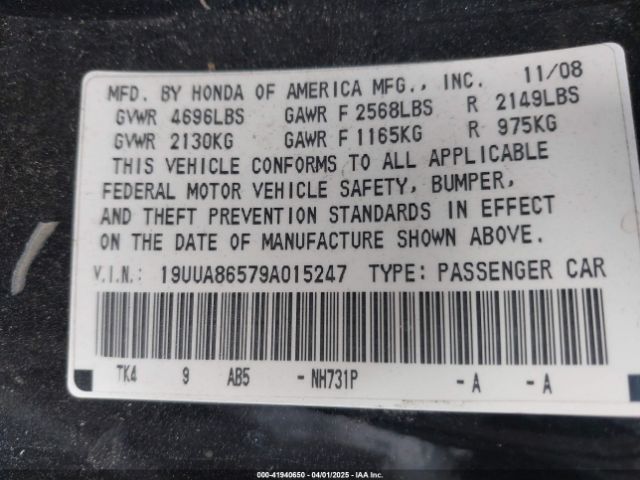 MFD. BY HONDA OF AMERICA MFG., INC. 11/08
GVWR 4696LBS GAWR F 2568LBS R 2149LBS
GVWR 2130KG GAWR F 1165KG R 975KG
THIS VEHICLE CONFORMS TO ALL APPLICABLE
FEDERAL MOTOR VEHICLE SAFETY, BUMPER,
AND THEFT PREVENTION STANDARDS IN EFFECT
ON THE DATE OF MANUFACTURE SHOWN ABOVE.
V.I.N.: 19UUA86579A015247 TYPE: PASSENGER CAR
TK4 9 AB5 -NH731P -A -A
000-41940650 - 04/01/2025 - IAA Inc.